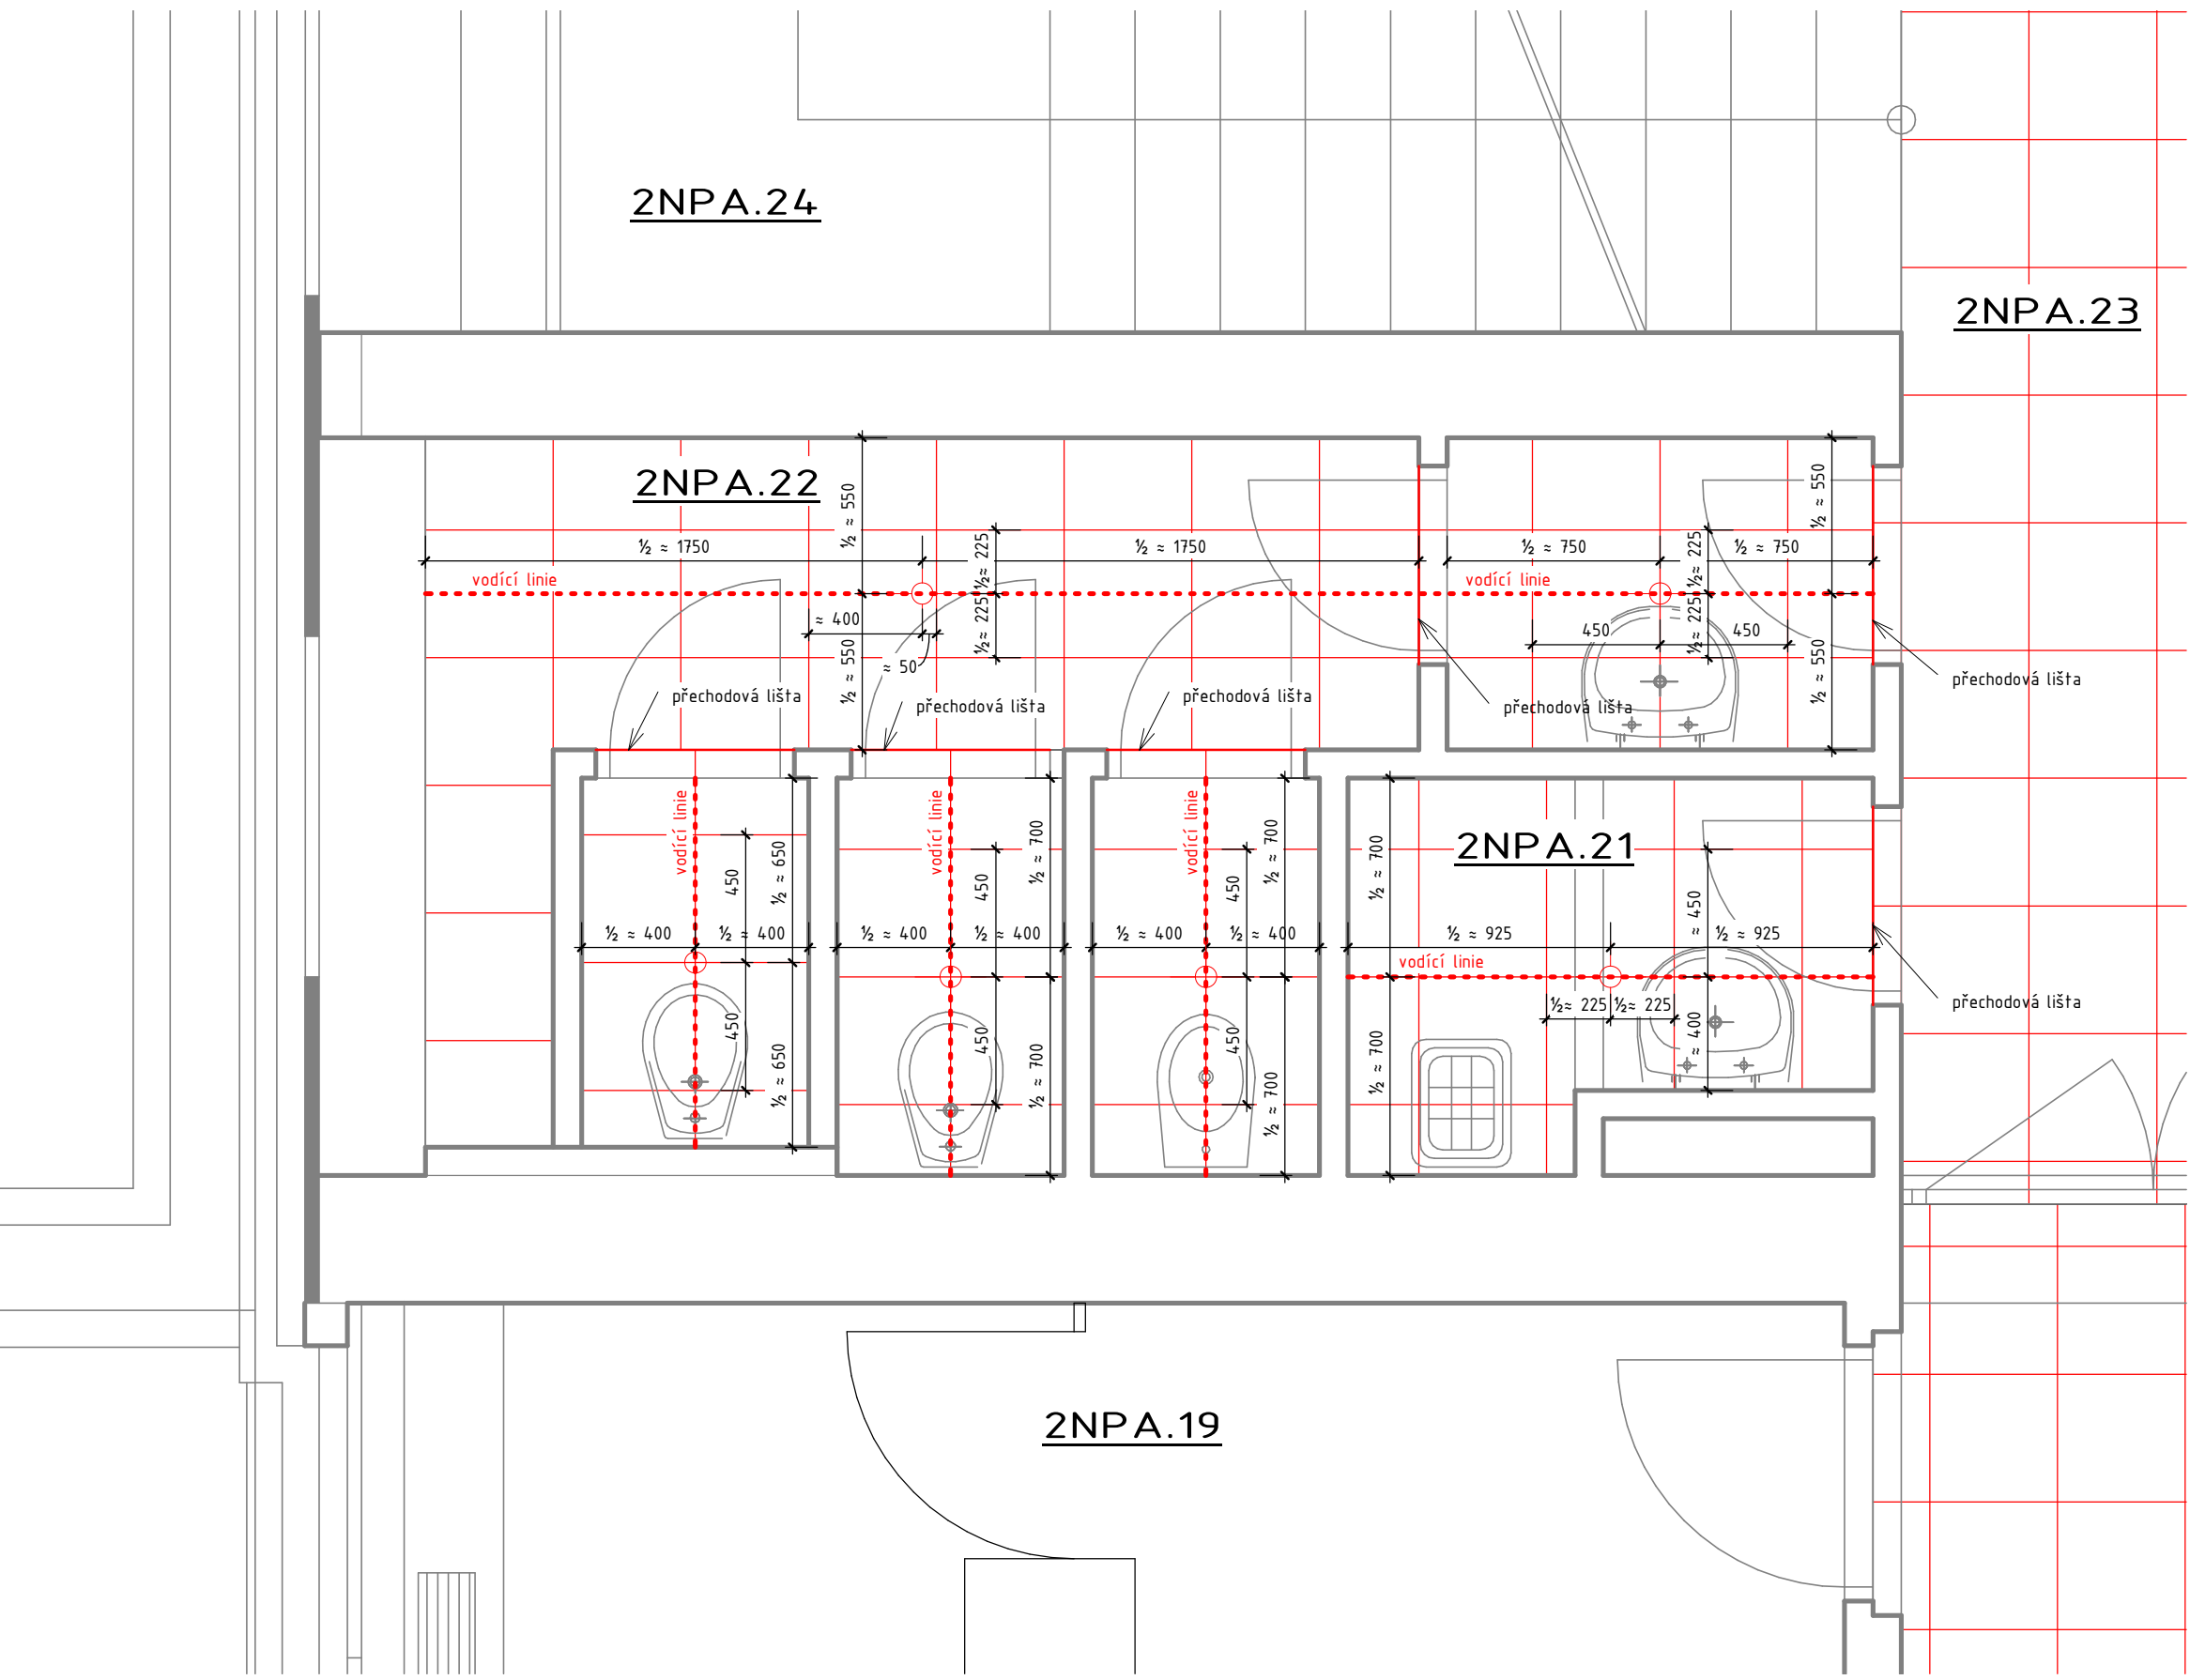 2NPA.24
2NPA.23
2NPA.22
½ ≈ 550
½ ≈ 550
½ ≈ 1750
½ ≈ 1750
½ ≈ 225
½ ≈ 750
½ ≈ 225
½ ≈ 750
vodící linie
vodící linie
≈ 400
½ ≈ 225
450
½ ≈ 225
450
≈ 50
½ ≈ 550
½ ≈ 550
přechodová lišta
přechodová lišta
přechodová lišta
přechodová lišta
přechodová lišta
vodící linie
vodící linie
vodící linie
½ ≈ 650
½ ≈ 700
½ ≈ 700
½ ≈ 700
2NPA.21
450
450
450
≈ 450
½ ≈ 400
½ ≈ 400
½ ≈ 400
½ ≈ 400
½ ≈ 400
½ ≈ 400
½ ≈ 925
½ ≈ 925
vodící linie
přechodová lišta
½≈ 225
½≈ 225
450
450
450
≈ 400
½ ≈ 650
½ ≈ 700
½ ≈ 700
½ ≈ 700
2NPA.19